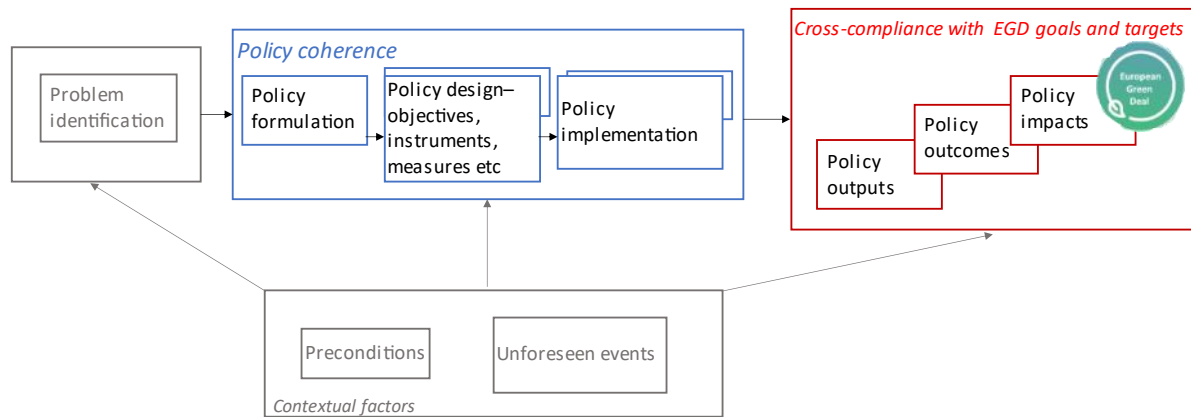 Problem
identification
Policy coherence
Policy
formulation
Policy design–
objectives,
instruments,
measures etc
Policy
implementation
Cross-compliance with EGD goals and targets
European
Green
Deal
Policy
impacts
Policy
outcomes
Policy
outputs
Preconditions
Unforeseen events
Contextual factors